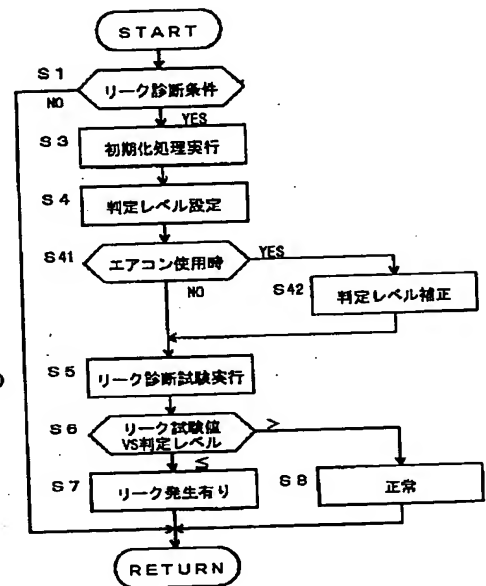 START
S1
リーク診断条件
NO
YES
S3
初期化処理実行
S4
判定レベル設定
S41
エアコン使用時
YES
NO
S42
判定レベル補正
S5
リーク診断試験実行
S6
リーク試験値
VS判定レベル
>
≦
S7
リーク発生有り
S8
正常
RETURN